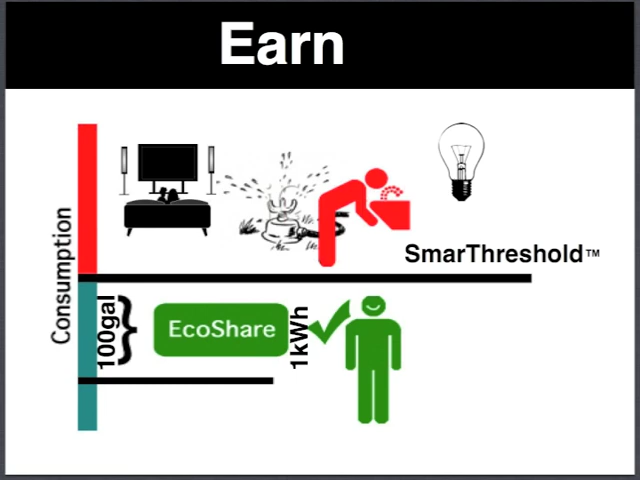 Earn
SmarThreshold™
Consumption
100gal
EcoShare
1kWh